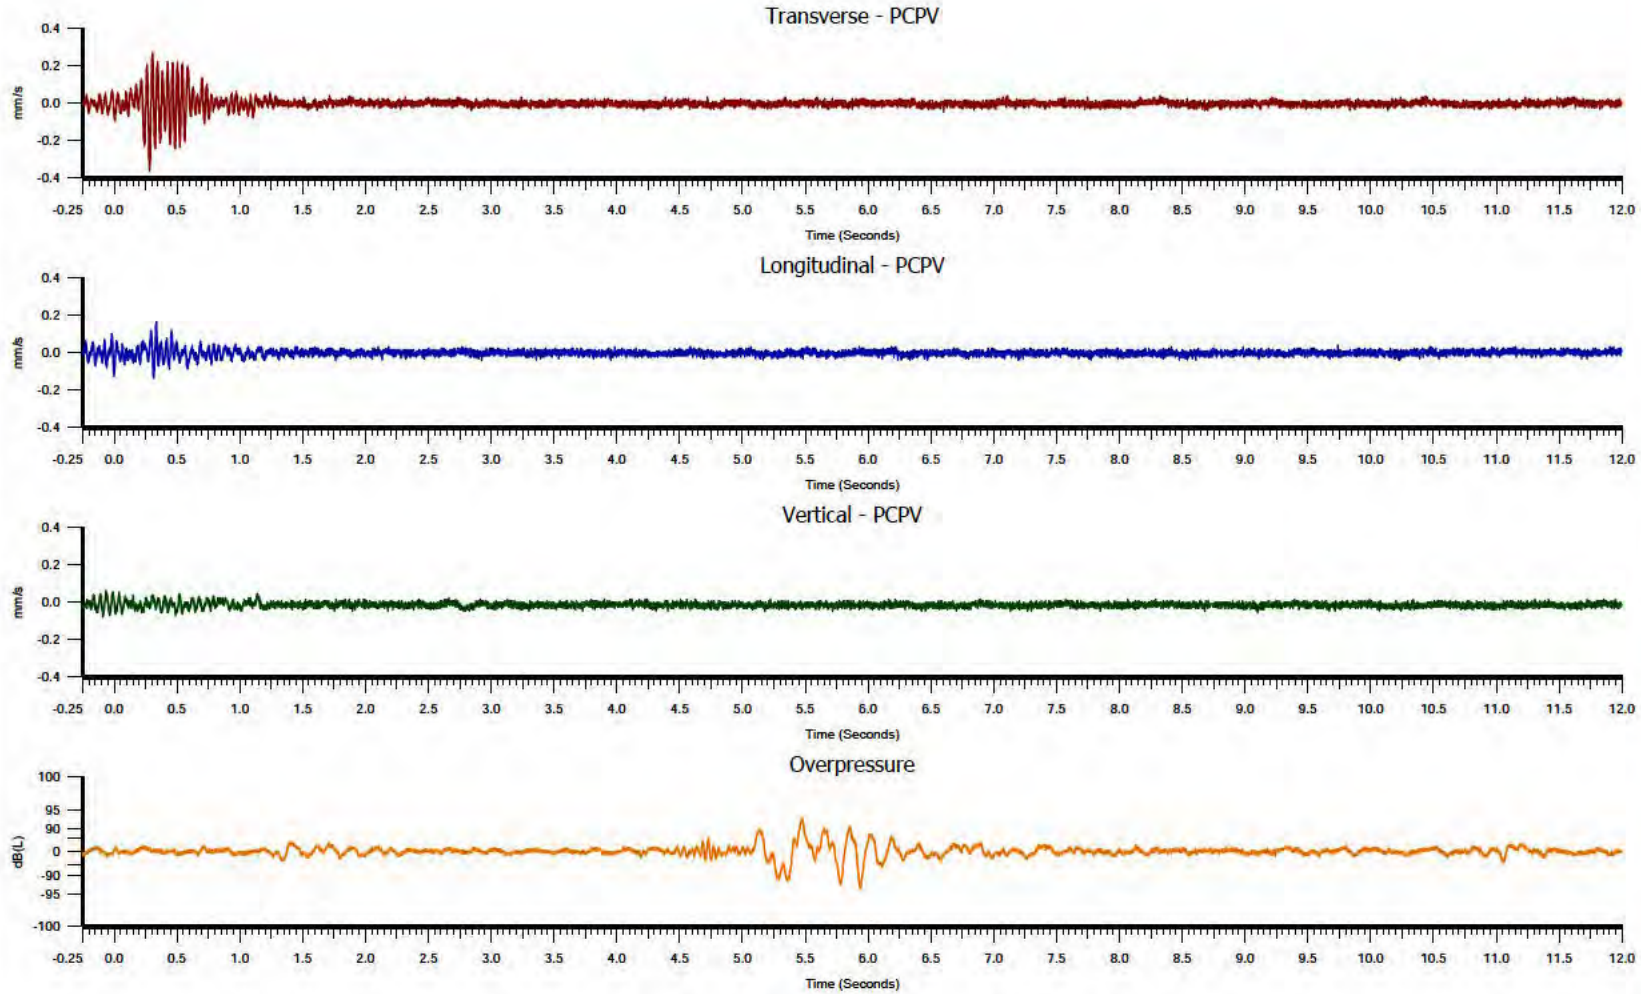 Transverse - PCPV
0.4
0.2
0.0
-0.2
-0.4
mm/s
-0.25 0.0 0.5 1.0 1.5 2.0 2.5 3.0 3.5 4.0 4.5 5.0 5.5 6.0 6.5 7.0 7.5 8.0 8.5 9.0 9.5 10.0 10.5 11.0 11.5 12.0
Time (Seconds)
Longitudinal - PCPV
0.4
0.2
0.0
-0.2
-0.4
mm/s
-0.25 0.0 0.5 1.0 1.5 2.0 2.5 3.0 3.5 4.0 4.5 5.0 5.5 6.0 6.5 7.0 7.5 8.0 8.5 9.0 9.5 10.0 10.5 11.0 11.5 12.0
Time (Seconds)
Vertical - PCPV
0.4
0.2
0.0
-0.2
-0.4
mm/s
-0.25 0.0 0.5 1.0 1.5 2.0 2.5 3.0 3.5 4.0 4.5 5.0 5.5 6.0 6.5 7.0 7.5 8.0 8.5 9.0 9.5 10.0 10.5 11.0 11.5 12.0
Time (Seconds)
Overpressure
100
95
90
0
-90
-95
-100
dB(L)
-0.25 0.0 0.5 1.0 1.5 2.0 2.5 3.0 3.5 4.0 4.5 5.0 5.5 6.0 6.5 7.0 7.5 8.0 8.5 9.0 9.5 10.0 10.5 11.0 11.5 12.0
Time (Seconds)